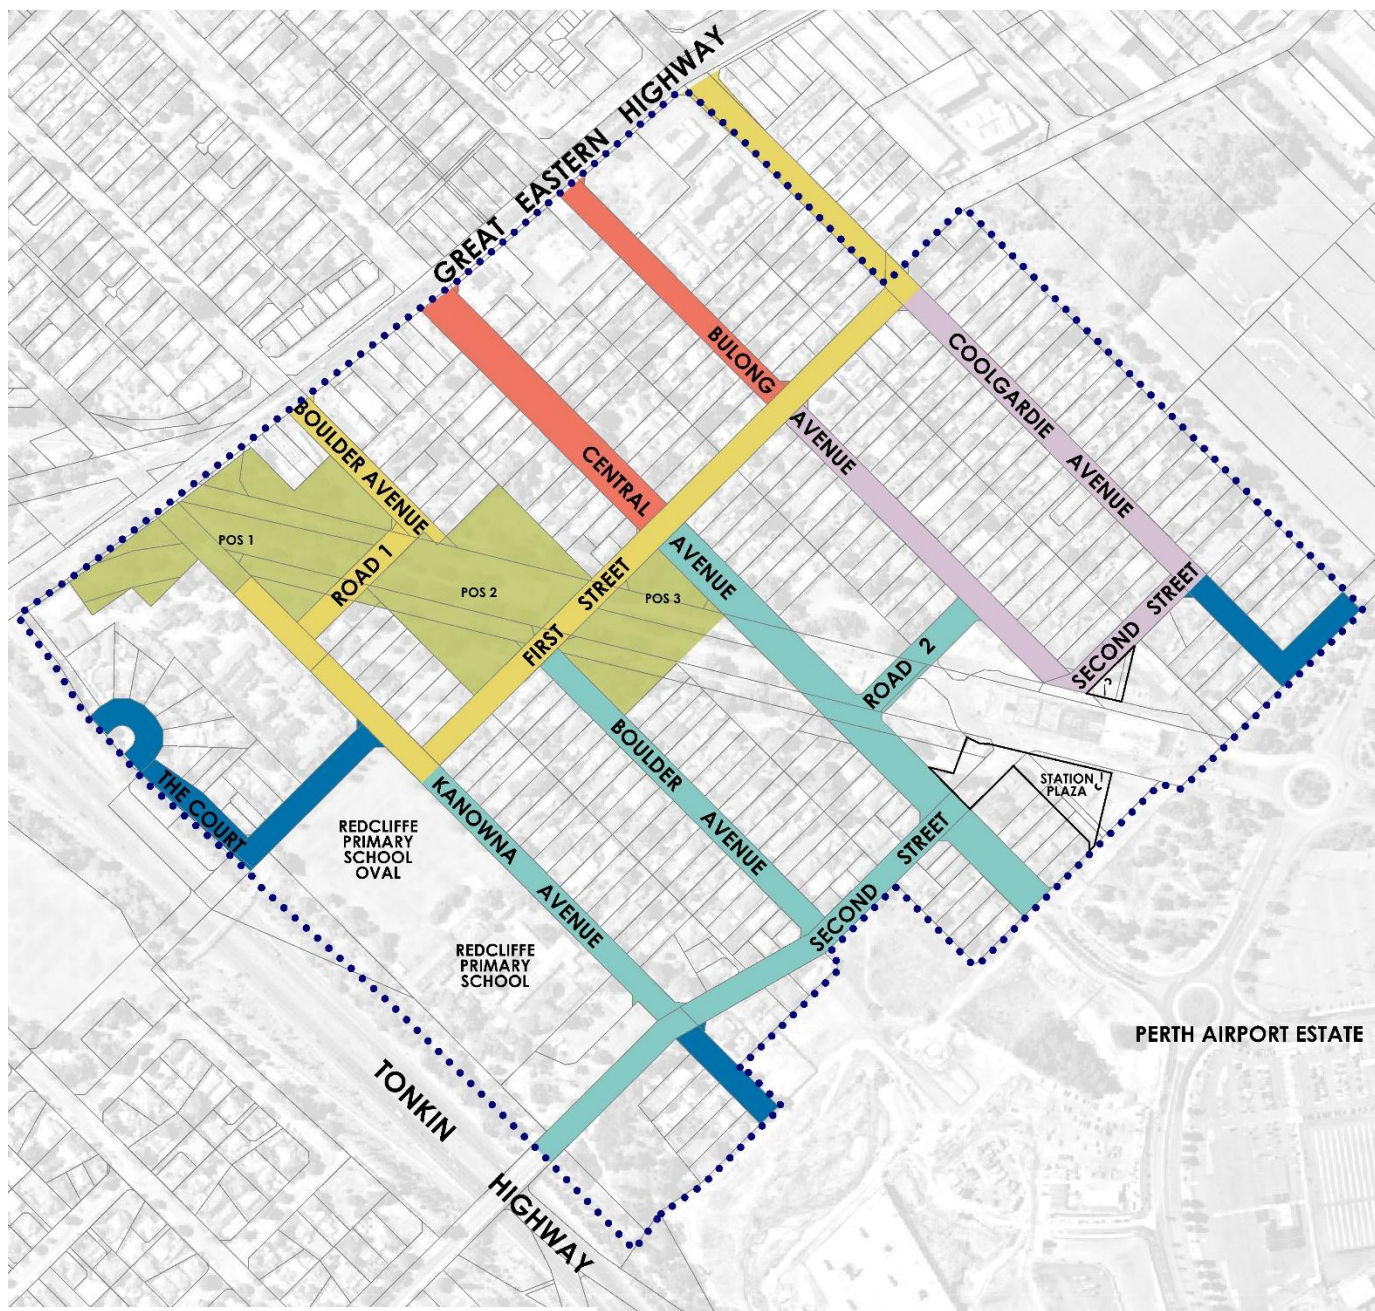 GREAT EASTERN HIGHWAY
BULONG AVENUE
COOLGARDIE AVENUE
BOULDER AVENUE
CENTRAL AVENUE
POS 1
ROAD 1
POS 2
FIRST STREET
POS 3
SECOND STREET
ROAD 2
BOULDER AVENUE
THE COURT
KANOWNA AVENUE
STATION
PLAZA
REDCLIFFE
PRIMARY
SCHOOL
OVAL
SECOND STREET
REDCLIFFE
PRIMARY
SCHOOL
PERTH AIRPORT ESTATE
TONKIN HIGHWAY